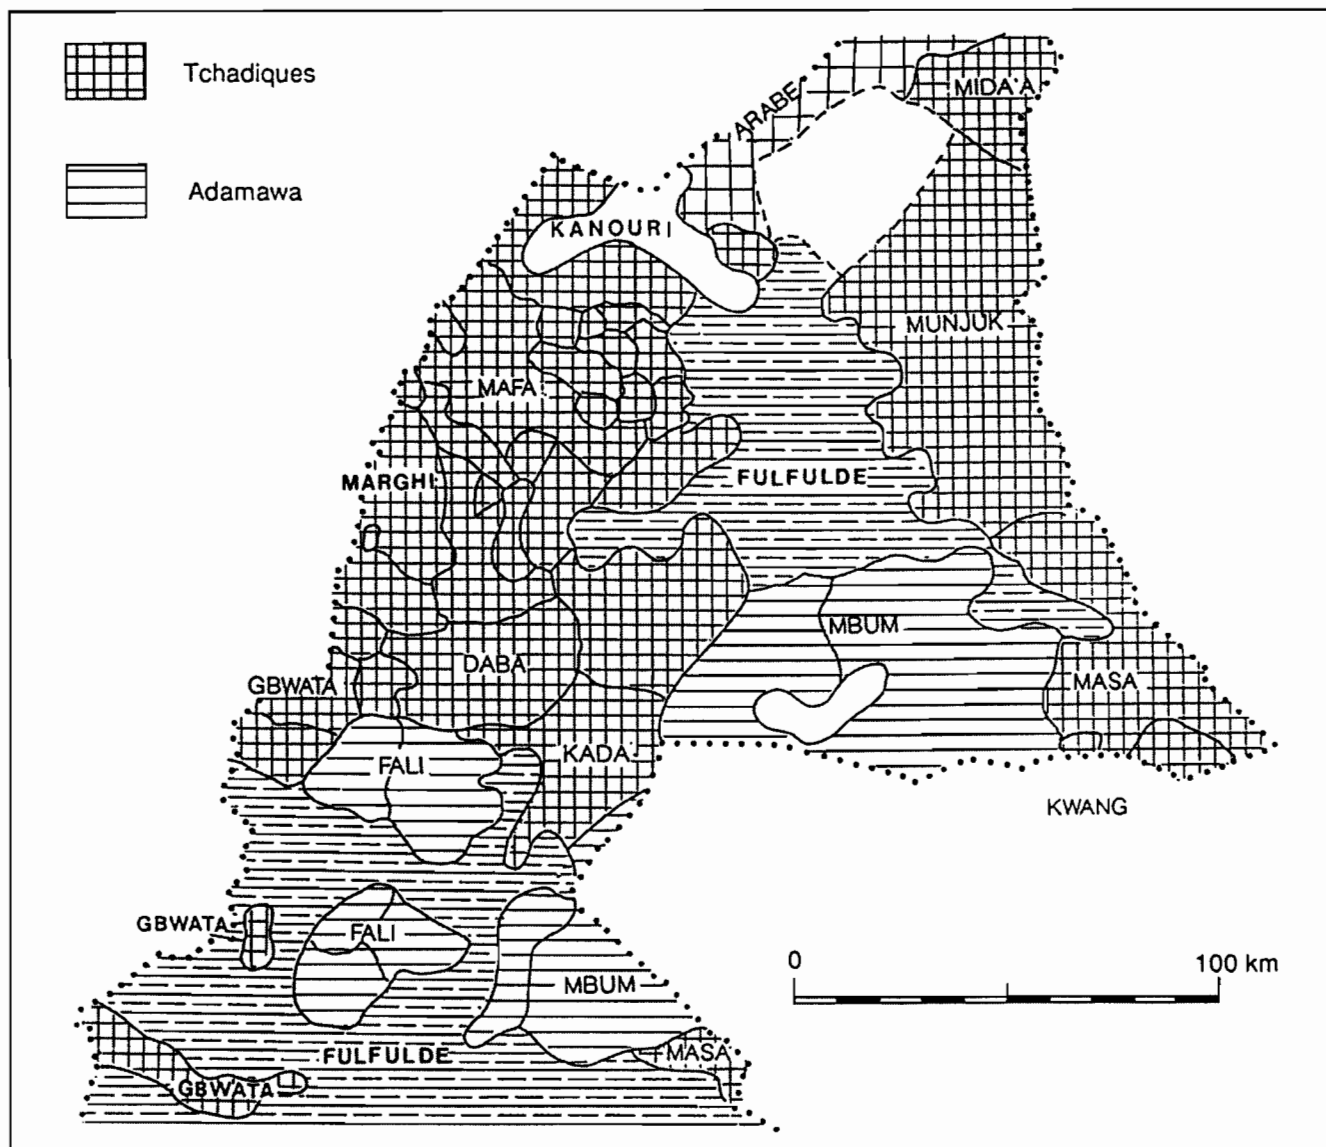 Tchadiques
Adamawa
MIDA'A
ARABE
KANOURI
MUNJUK
MAFA
MARGHI
FULFULDE
MBUM
DABA
GBWATA
MASA
KADA
FALI
KWANG
GBWATA
FALI
0 100 km
MBUM
FULFULDE
MASA
GBWATA